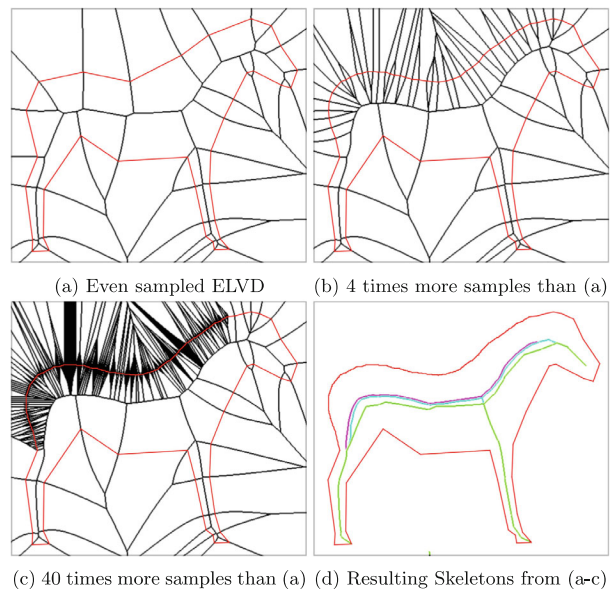 (a) Even sampled ELVD
(b) 4 times more samples than (a)
(c) 40 times more samples than (a)
(d) Resulting Skeletons from (a-c)